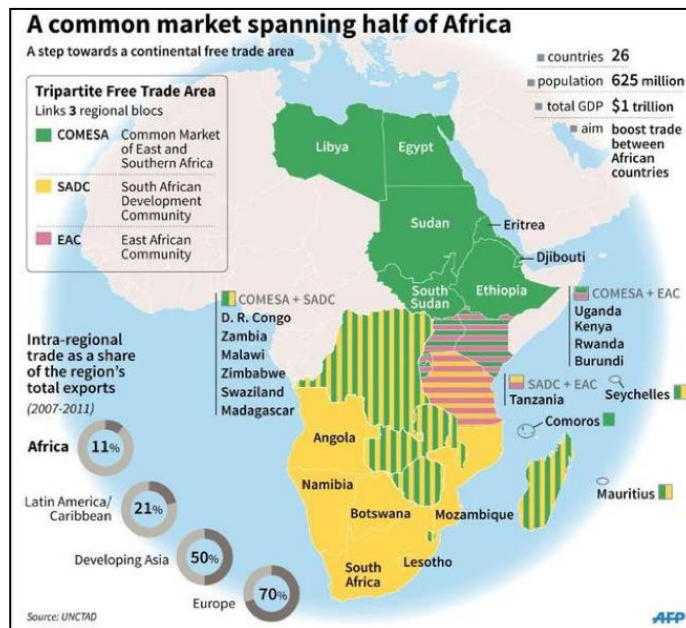 A common market spanning half of Africa
A step towards a continental free trade area
countries 26
population 625 million
total GDP $1 trillion
aim boost trade
between
African
countries
Tripartite Free Trade Area
Links 3 regional blocs
COMESA Common Market
of East and
Southern Africa
SADC South African
Development
Community
EAC East African
Community
Libya
Egypt
Sudan
Eritrea
Djibouti
South
Sudan
Ethiopia
COMESA + SADC
D. R. Congo
Zambia
Malawi
Zimbabwe
Swaziland
Madagascar
COMESA + EAC
Uganda
Kenya
Rwanda
Burundi
SADC + EAC
Tanzania
Seychelles
Comoros
Mauritius
Angola
Namibia
Botswana
Mozambique
South
Africa
Lesotho
Intra-regional
trade as a share
of the region's
total exports
(2007-2011)
Africa
11%
Latin America/
Caribbean
21%
Developing Asia
50%
Europe
70%
Source: UNCTAD
AFP